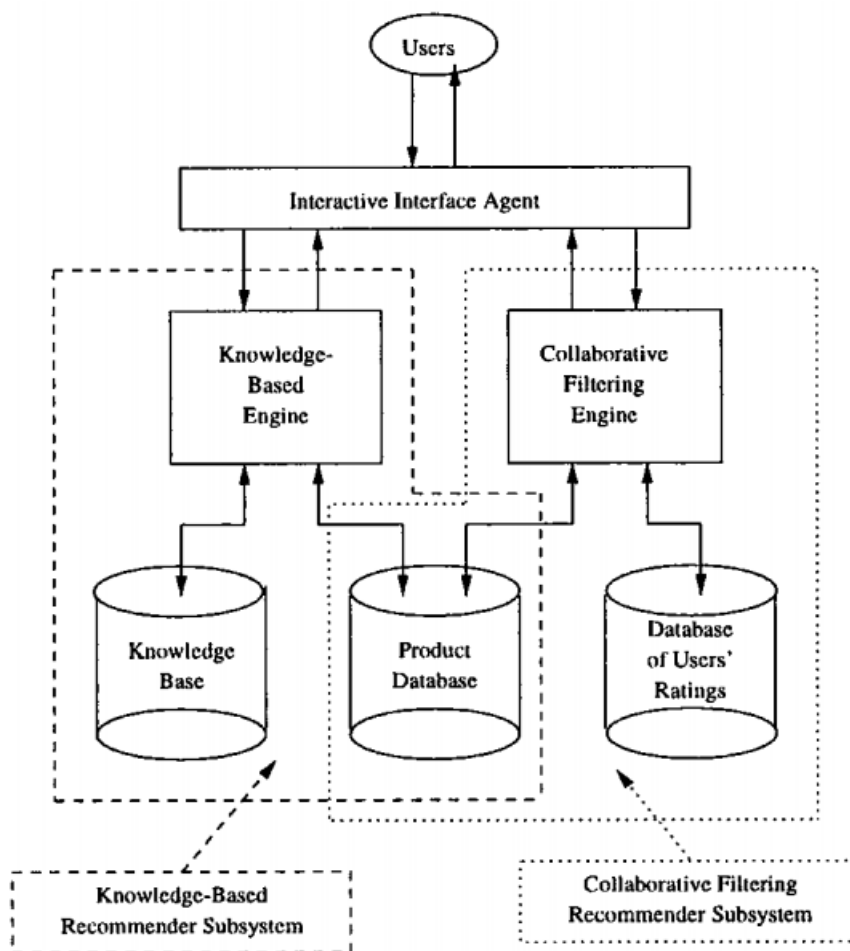 Users
Interactive Interface Agent
Knowledge-
Based
Engine
Collaborative
Filtering
Engine
Knowledge
Base
Product
Database
Database
of Users'
Ratings
Knowledge-Based
Recommender Subsystem
Collaborative Filtering
Recommender Subsystem